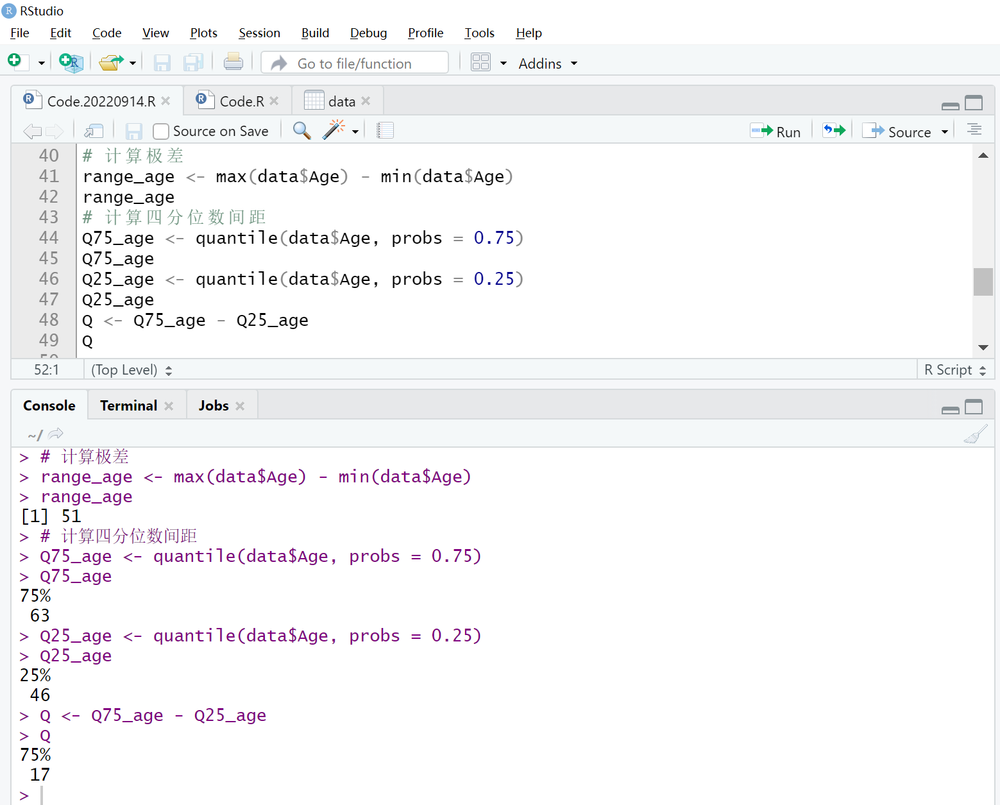 RStudio
File Edit Code View Plots Session Build Debug Profile Tools Help
Go to file/function Addins
Code.20220914.R Code.R data
Source on Save Run Source
40 # 计算极差
41 range_age <- max(data$Age) - min(data$Age)
42 range_age
43 # 计算四分位数间距
44 Q75_age <- quantile(data$Age, probs = 0.75)
45 Q75_age
46 Q25_age <- quantile(data$Age, probs = 0.25)
47 Q25_age
48 Q <- Q75_age - Q25_age
49 Q
52:1 (Top Level) R Script
Console Terminal Jobs
~/
> # 计算极差
> range_age <- max(data$Age) - min(data$Age)
> range_age
[1] 51
> # 计算四分位数间距
> Q75_age <- quantile(data$Age, probs = 0.75)
> Q75_age
75%
63
> Q25_age <- quantile(data$Age, probs = 0.25)
> Q25_age
25%
46
> Q <- Q75_age - Q25_age
> Q
75%
17
>